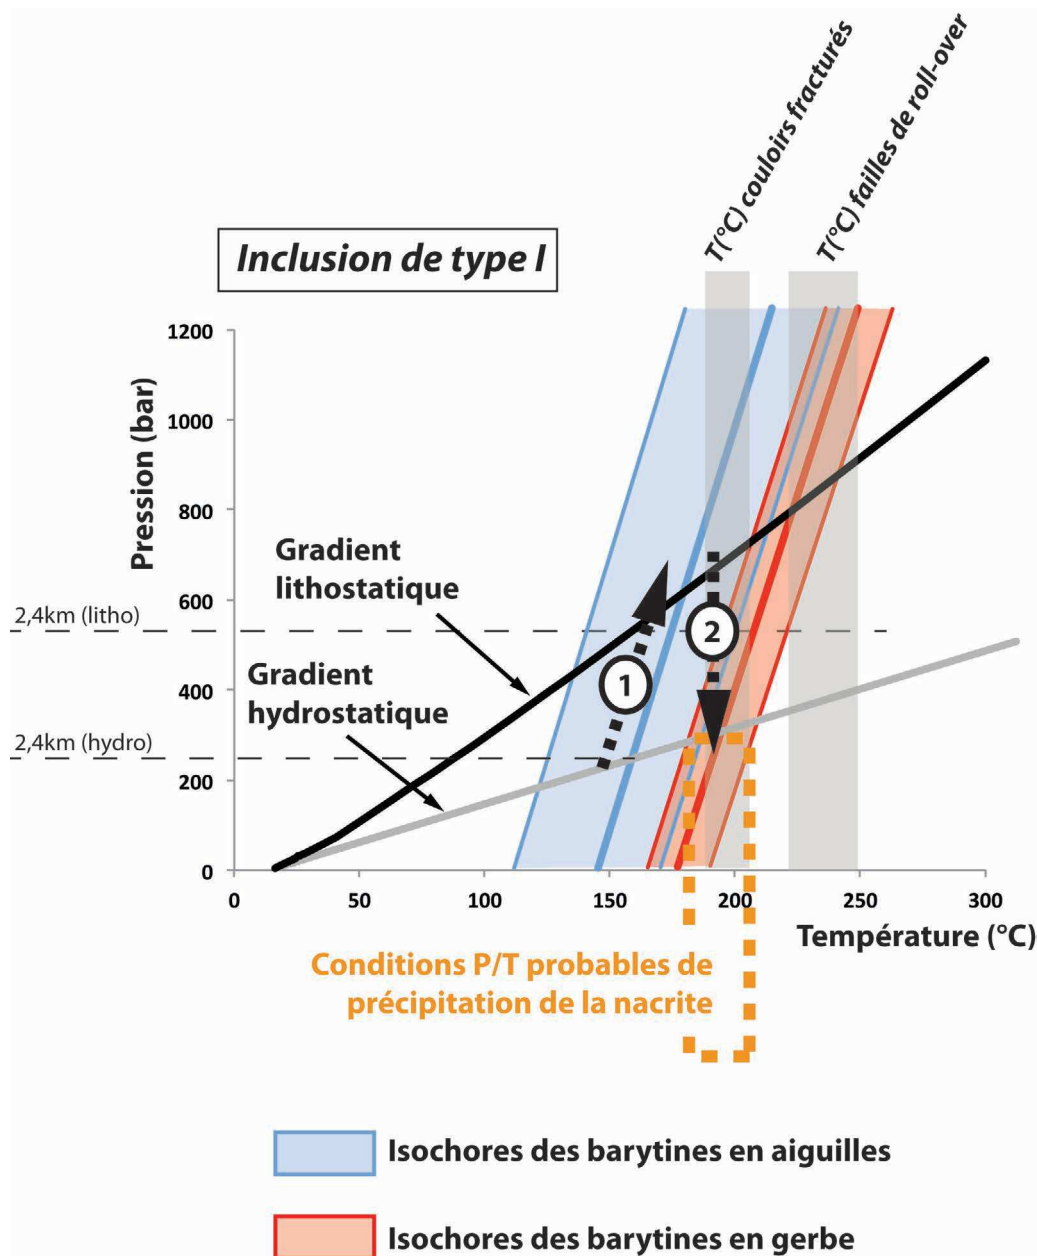 T(°C) couloirs fracturés
T(°C) failles de roll-over
Inclusion de type I
Pression (bar)
1200
1000
800
600
400
200
0
Gradient
lithostatique
2,4km (litho)
Gradient
hydrostatique
2,4km (hydro)
1
2
0
50
100
150
200
250
300
Température (°C)
Conditions P/T probables de
précipitation de la nacrite
Isochores des barytines en aiguilles
Isochores des barytines en gerbe